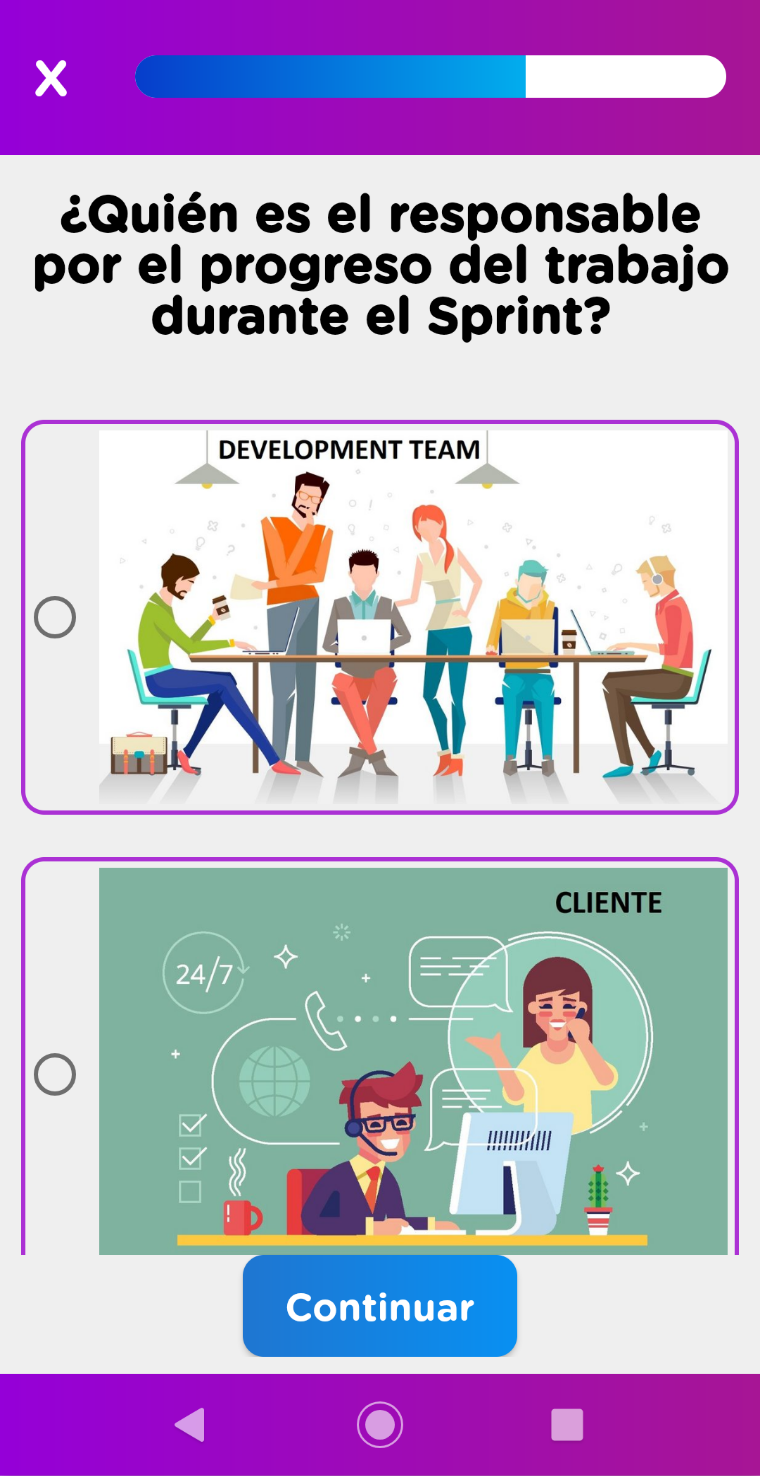 X
¿Quién es el responsable
por el progreso del trabajo
durante el Sprint?
DEVELOPMENT TEAM
CLIENTE
24/7
Continuar